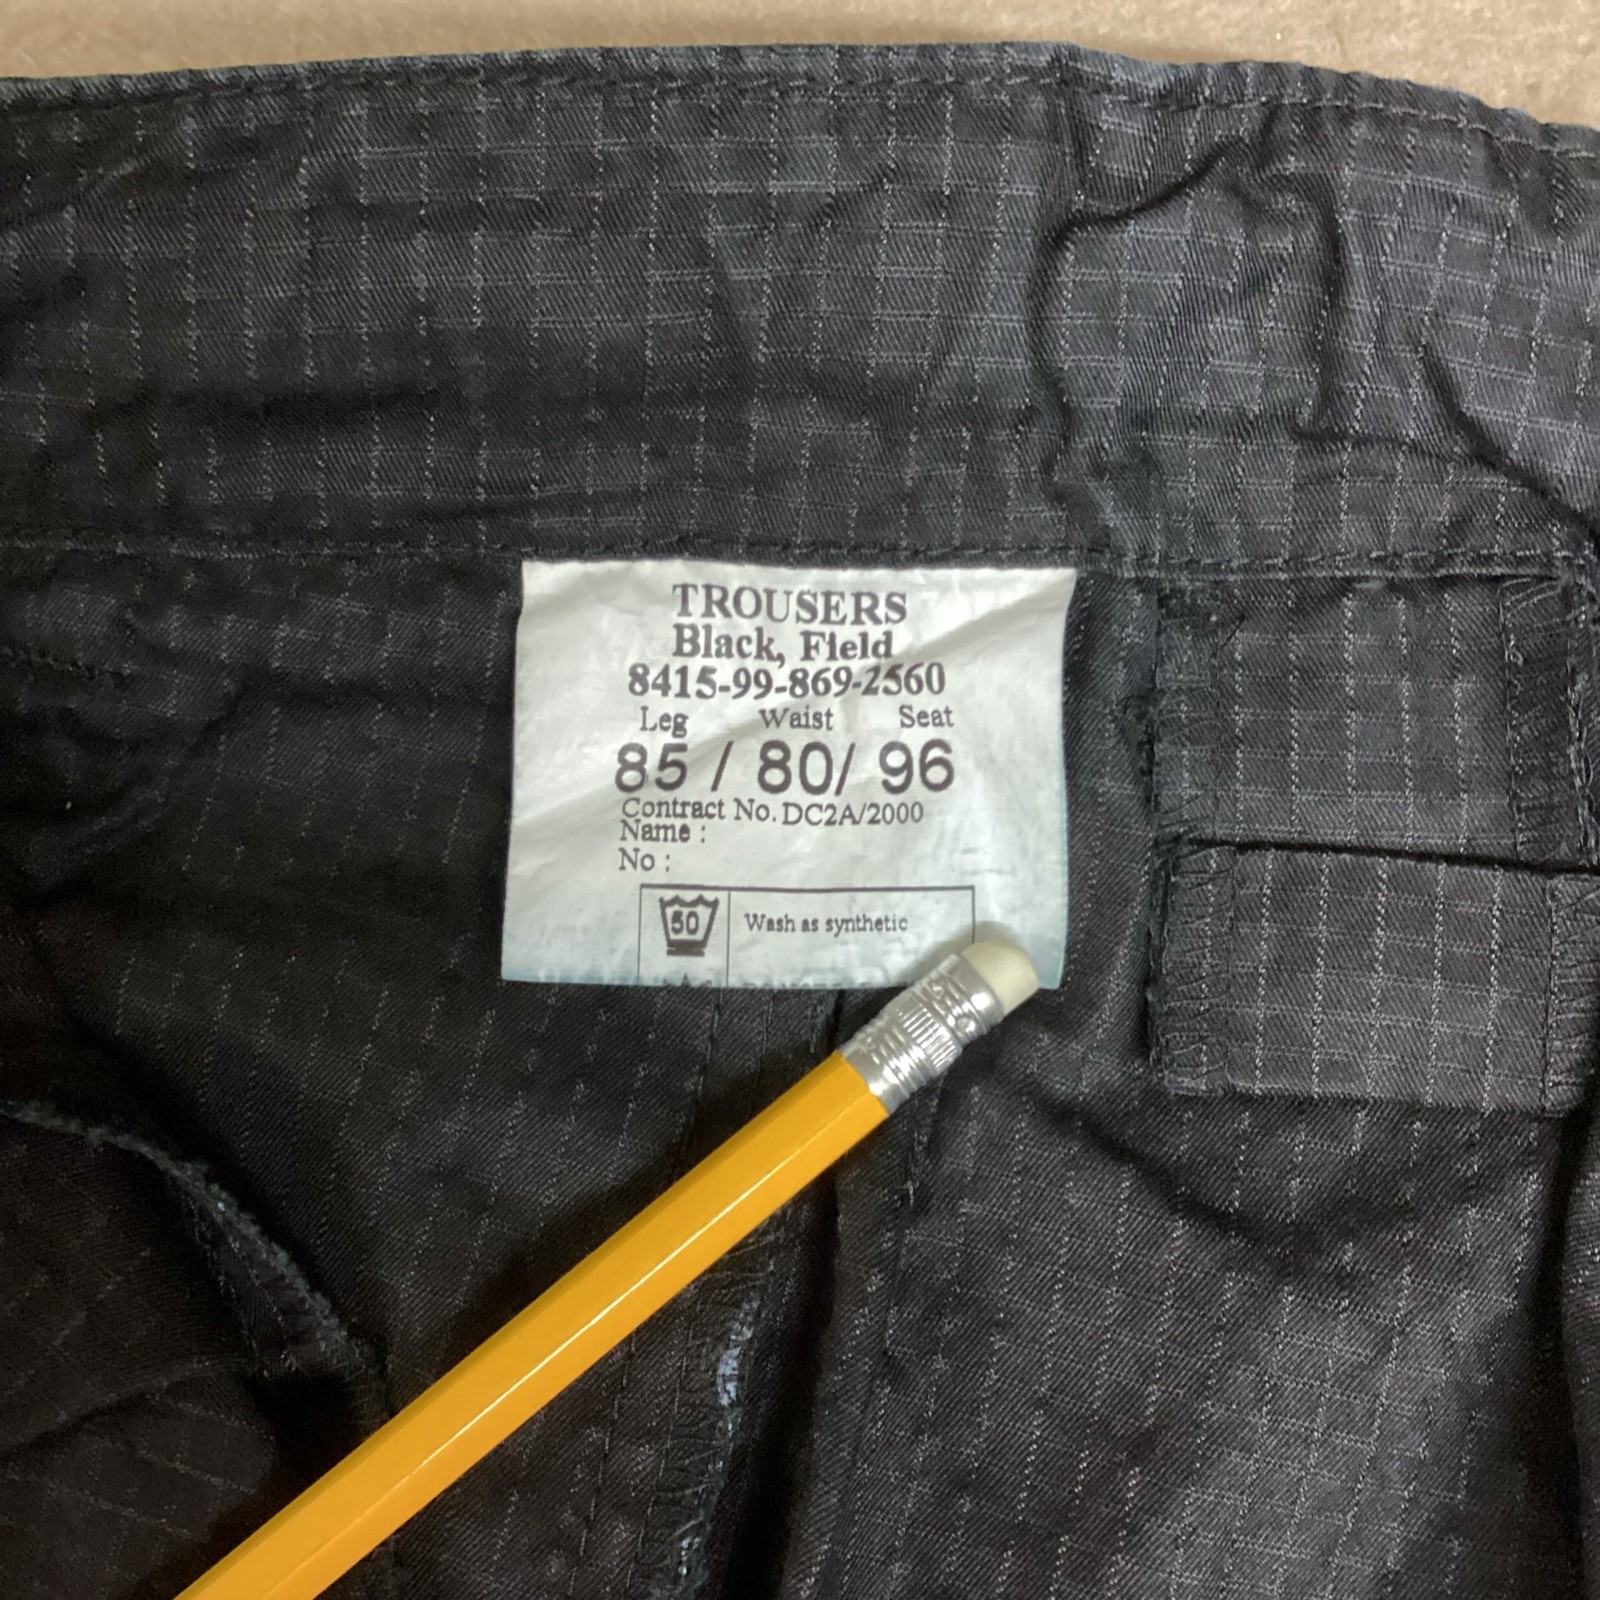 TROUSERS
Black, Field
8415-99-869-2560
Leg Waist Seat
85 / 80/ 96
Contract No. DC2A/2000
Name :
No :
50 Wash as synthetic